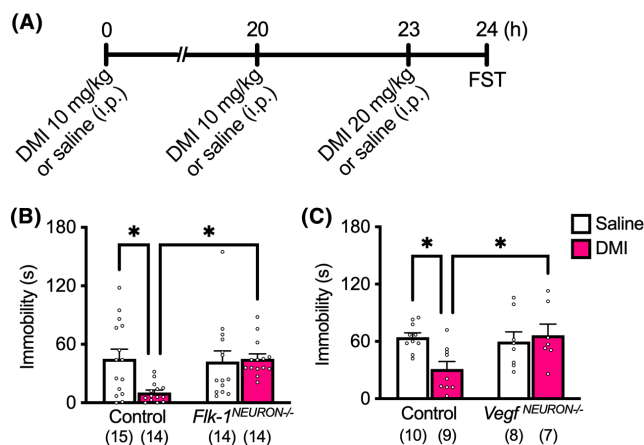 (A)
0 20 23 24 (h)
FST
DMI 10 mg/kg
or saline (i.p.)
DMI 10 mg/kg
or saline (i.p.)
DMI 20 mg/kg
or saline (i.p.)
(B)
Immobility (s)
180
120
60
0
*
*
Control Flk-1NEURON-/-
(15) (14) (14) (14)
(C)
Immobility (s)
180
120
60
0
*
*
Saline
DMI
Control Vegf NEURON-/-
(10) (9) (8) (7)